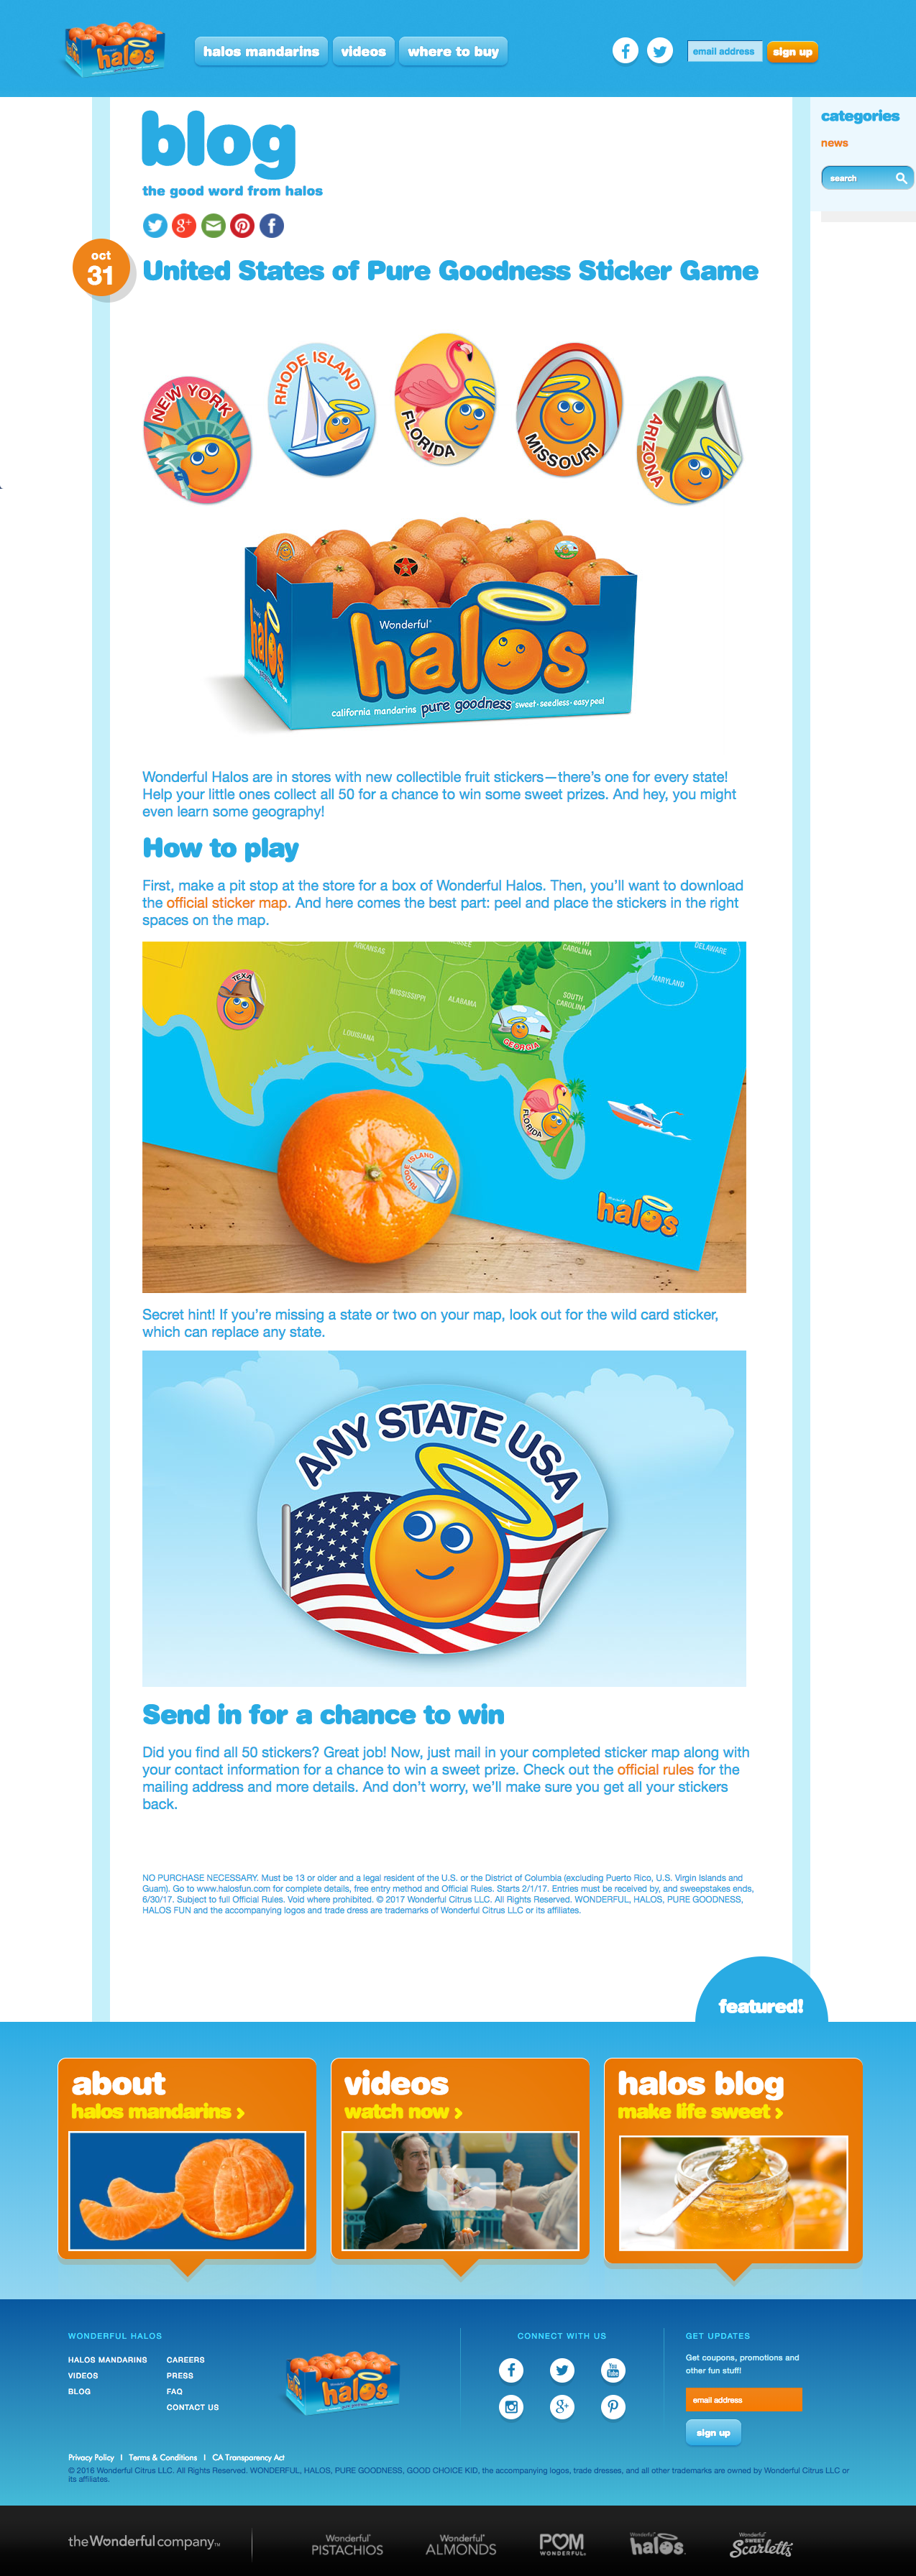 halos
halos mandarins
videos
where to buy
email address
sign up
blog
the good word from halos
categories
news
search
oct
31
United States of Pure Goodness Sticker Game
NEW YORK
RHODE ISLAND
FLORIDA
MISSOURI
ARIZONA
Wonderful
halos
california mandarins pure goodness sweet·seedless·easy peel
Wonderful Halos are in stores with new collectible fruit stickers—there's one for every state!
Help your little ones collect all 50 for a chance to win some sweet prizes. And hey, you might
even learn some geography!
How to play
First, make a pit stop at the store for a box of Wonderful Halos. Then, you'll want to download
the official sticker map. And here comes the best part: peel and place the stickers in the right
spaces on the map.
ARKANSAS
CAROLINA
DELAWARE
TEXA
MISSISSIPPI
ALABAMA
SOUTH
CAROLINA
MARYLAND
LOUISIANA
GEORGIA
FLORIDA
RHODE ISLAND
halos
Secret hint! If you're missing a state or two on your map, look out for the wild card sticker,
which can replace any state.
ANY STATE USA
Send in for a chance to win
Did you find all 50 stickers? Great job! Now, just mail in your completed sticker map along with
your contact information for a chance to win a sweet prize. Check out the official rules for the
mailing address and more details. And don't worry, we'll make sure you get all your stickers
back.
NO PURCHASE NECESSARY. Must be 13 or older and a legal resident of the U.S. or the District of Columbia (excluding Puerto Rico, U.S. Virgin Islands and
Guam). Go to www.halosfun.com for complete details, free entry method and Official Rules. Starts 2/1/17. Entries must be received by, and sweepstakes ends,
6/30/17. Subject to full Official Rules. Void where prohibited. © 2017 Wonderful Citrus LLC. All Rights Reserved. WONDERFUL, HALOS, PURE GOODNESS,
HALOS FUN and the accompanying logos and trade dress are trademarks of Wonderful Citrus LLC or its affiliates.
featured!
about
halos mandarins >
videos
watch now >
halos blog
make life sweet >
WONDERFUL HALOS
HALOS MANDARINS
VIDEOS
BLOG
CAREERS
PRESS
FAQ
CONTACT US
halos
CONNECT WITH US
You
Tube
GET UPDATES
Get coupons, promotions and
other fun stuff!
email address
sign up
Privacy Policy | Terms & Conditions | CA Transparency Act
© 2016 Wonderful Citrus LLC. All Rights Reserved. WONDERFUL, HALOS, PURE GOODNESS, GOOD CHOICE KID, the accompanying logos, trade dresses, and all other trademarks are owned by Wonderful Citrus LLC or
its affiliates.
the Wonderful company™
Wonderful
PISTACHIOS
Wonderful
ALMONDS
POM
WONDERFUL
Wonderful
halos
Wonderful
SWEET
Scarletts